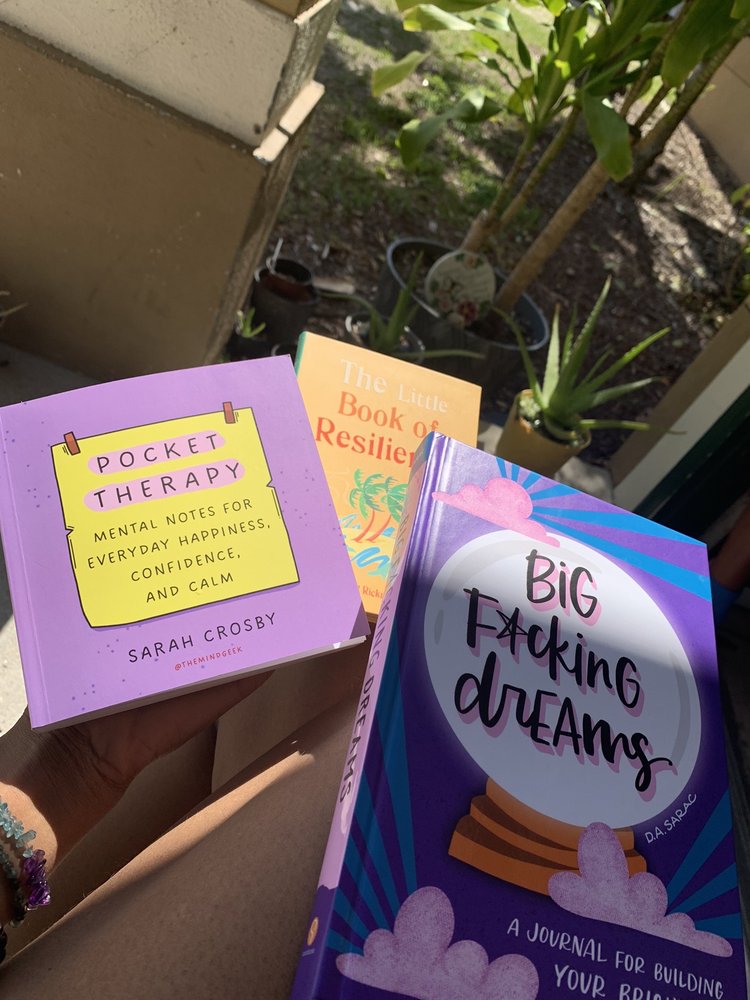 POCKET
THERAPY
MENTAL NOTES FOR
EVERYDAY HAPPINESS,
CONFIDENCE,
AND CALM
SARAH CROSBY
@THEMINDGEEK
The Little
Book of
BiG
F*cking
dreams
D.A. SARAC
A JOURNAL FOR BUILDING
YOUR
DREAMS